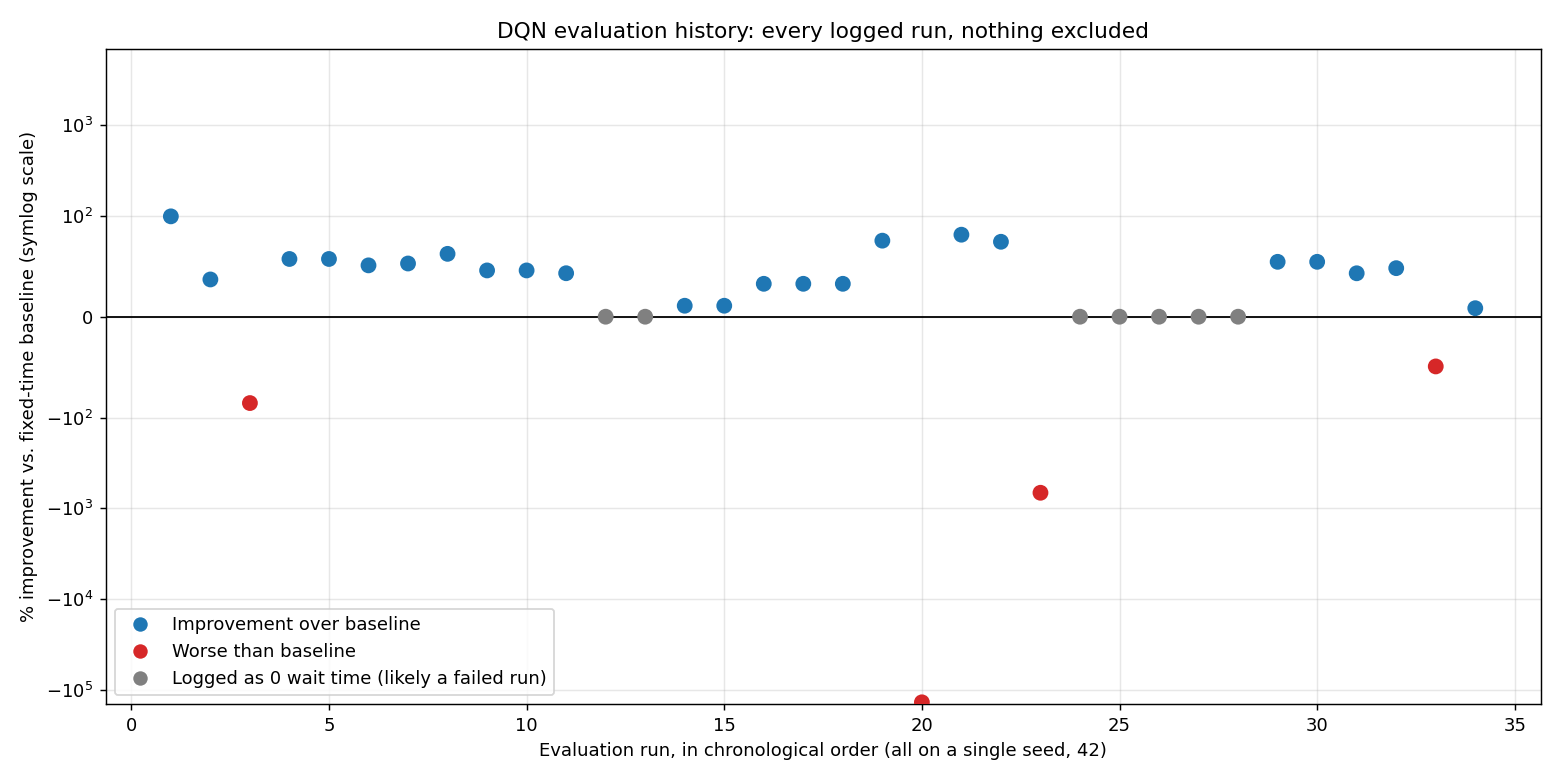 DQN evaluation history: every logged run, nothing excluded
% improvement vs. fixed-time baseline (symlog scale)
10³
10²
0
−10²
−10³
−10⁴
−10⁵
Improvement over baseline
Worse than baseline
Logged as 0 wait time (likely a failed run)
0 5 10 15 20 25 30 35
Evaluation run, in chronological order (all on a single seed, 42)